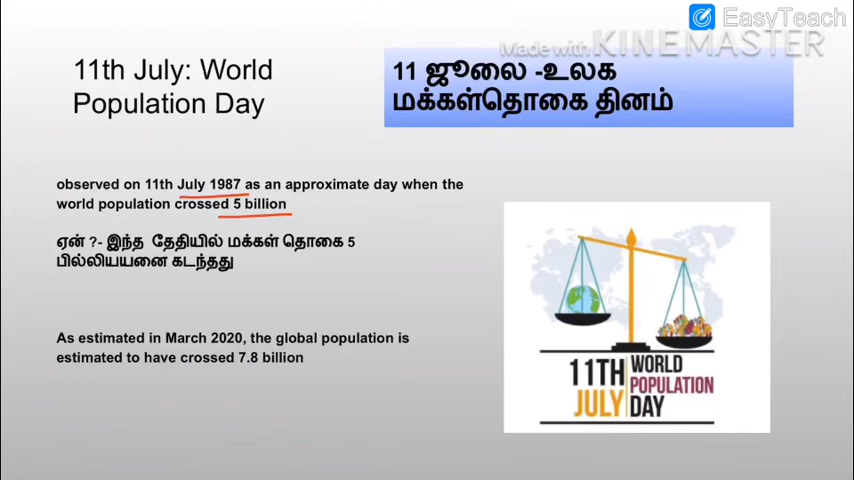 EasyTeach
Made with KINEMASTER
11th July: World
Population Day
11 ஜூலை -உலக
மக்கள்தொகை தினம்
observed on 11th July 1987 as an approximate day when the
world population crossed 5 billion
ஏன் ?- இந்த தேதியில் மக்கள் தொகை 5
பில்லியயனை கடந்தது
As estimated in March 2020, the global population is
estimated to have crossed 7.8 billion
11TH WORLD
POPULATION
JULY DAY